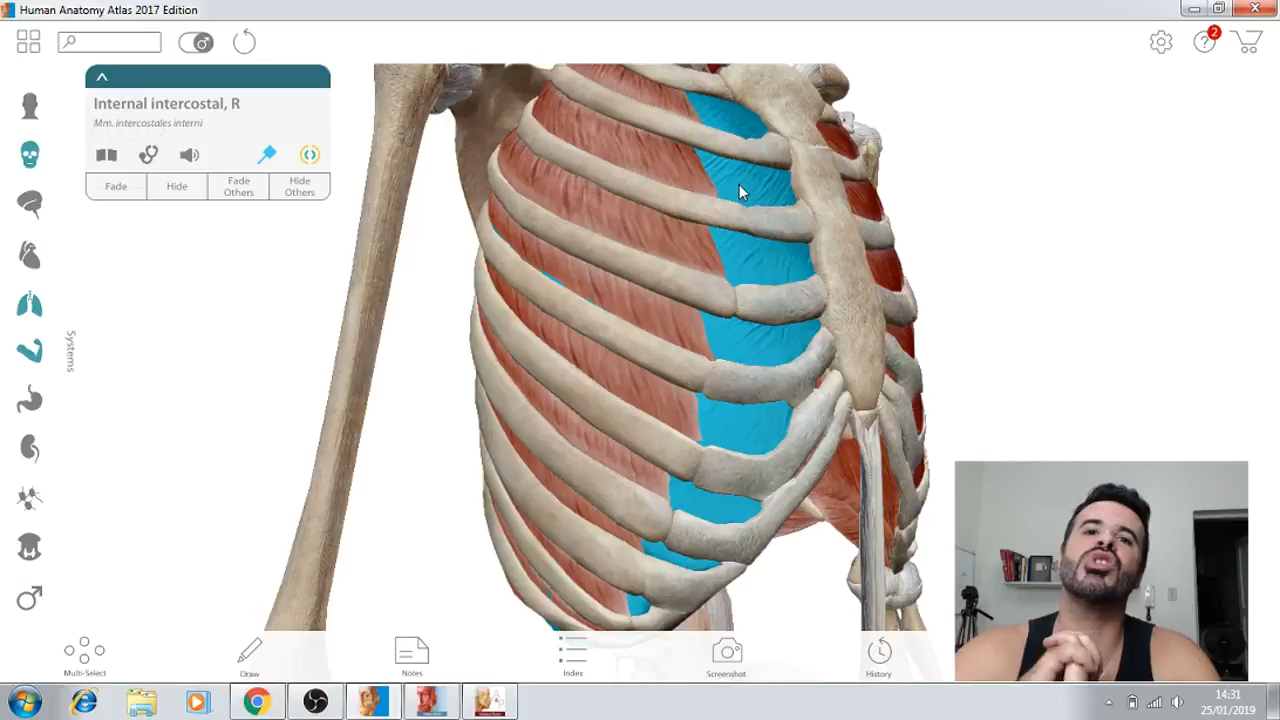 Human Anatomy Atlas 2017 Edition
2
Internal intercostal, R
Mm. intercostales interni
Fade
Hide
Fade
Others
Hide
Others
Systems
Multi-Select
Draw
Notes
Index
Screenshot
History
14:31
25/01/2019